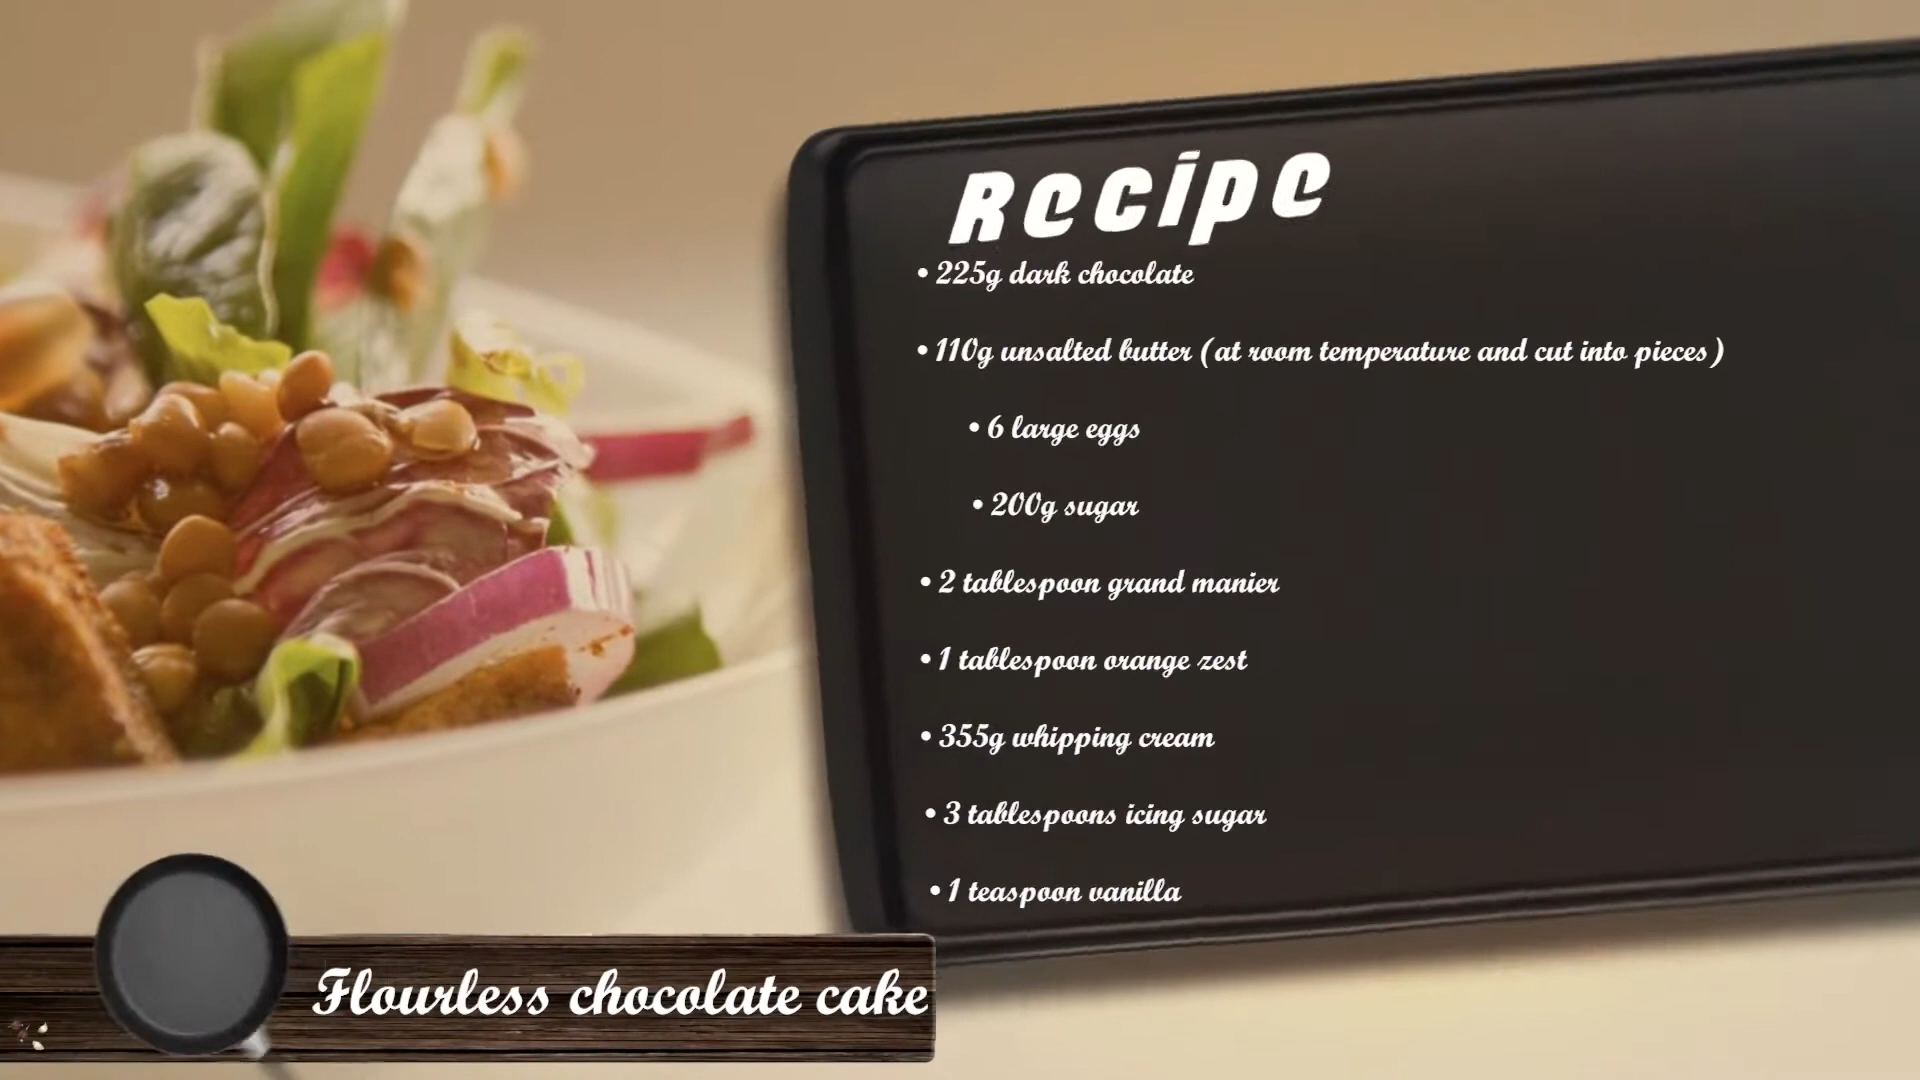 Recipe
• 225g dark chocolate
• 110g unsalted butter (at room temperature and cut into pieces)
• 6 large eggs
• 200g sugar
• 2 tablespoon grand manier
• 1 tablespoon orange zest
• 355g whipping cream
• 3 tablespoons icing sugar
• 1 teaspoon vanilla
Flourless chocolate cake